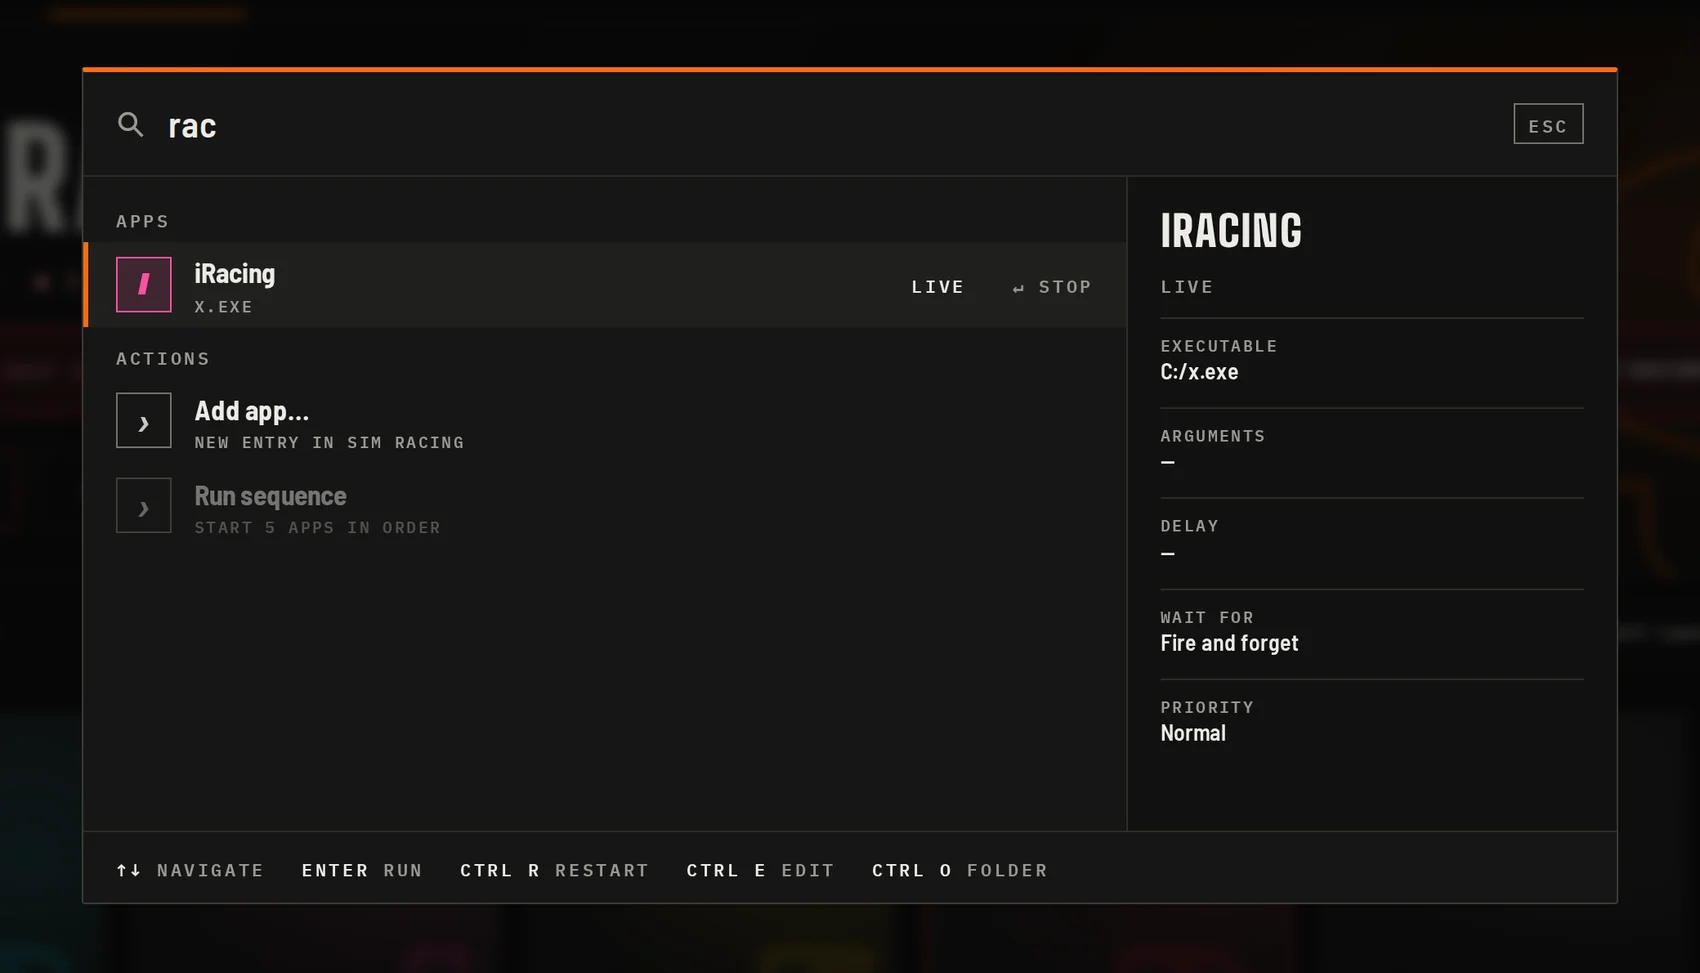 rac
ESC
APPS
iRacing
X.EXE
LIVE
↵ STOP
ACTIONS
› Add app...
NEW ENTRY IN SIM RACING
› Run sequence
START 5 APPS IN ORDER
IRACING
LIVE
EXECUTABLE
C:/x.exe
ARGUMENTS
—
DELAY
—
WAIT FOR
Fire and forget
PRIORITY
Normal
↑↓ NAVIGATE ENTER RUN CTRL R RESTART CTRL E EDIT CTRL O FOLDER